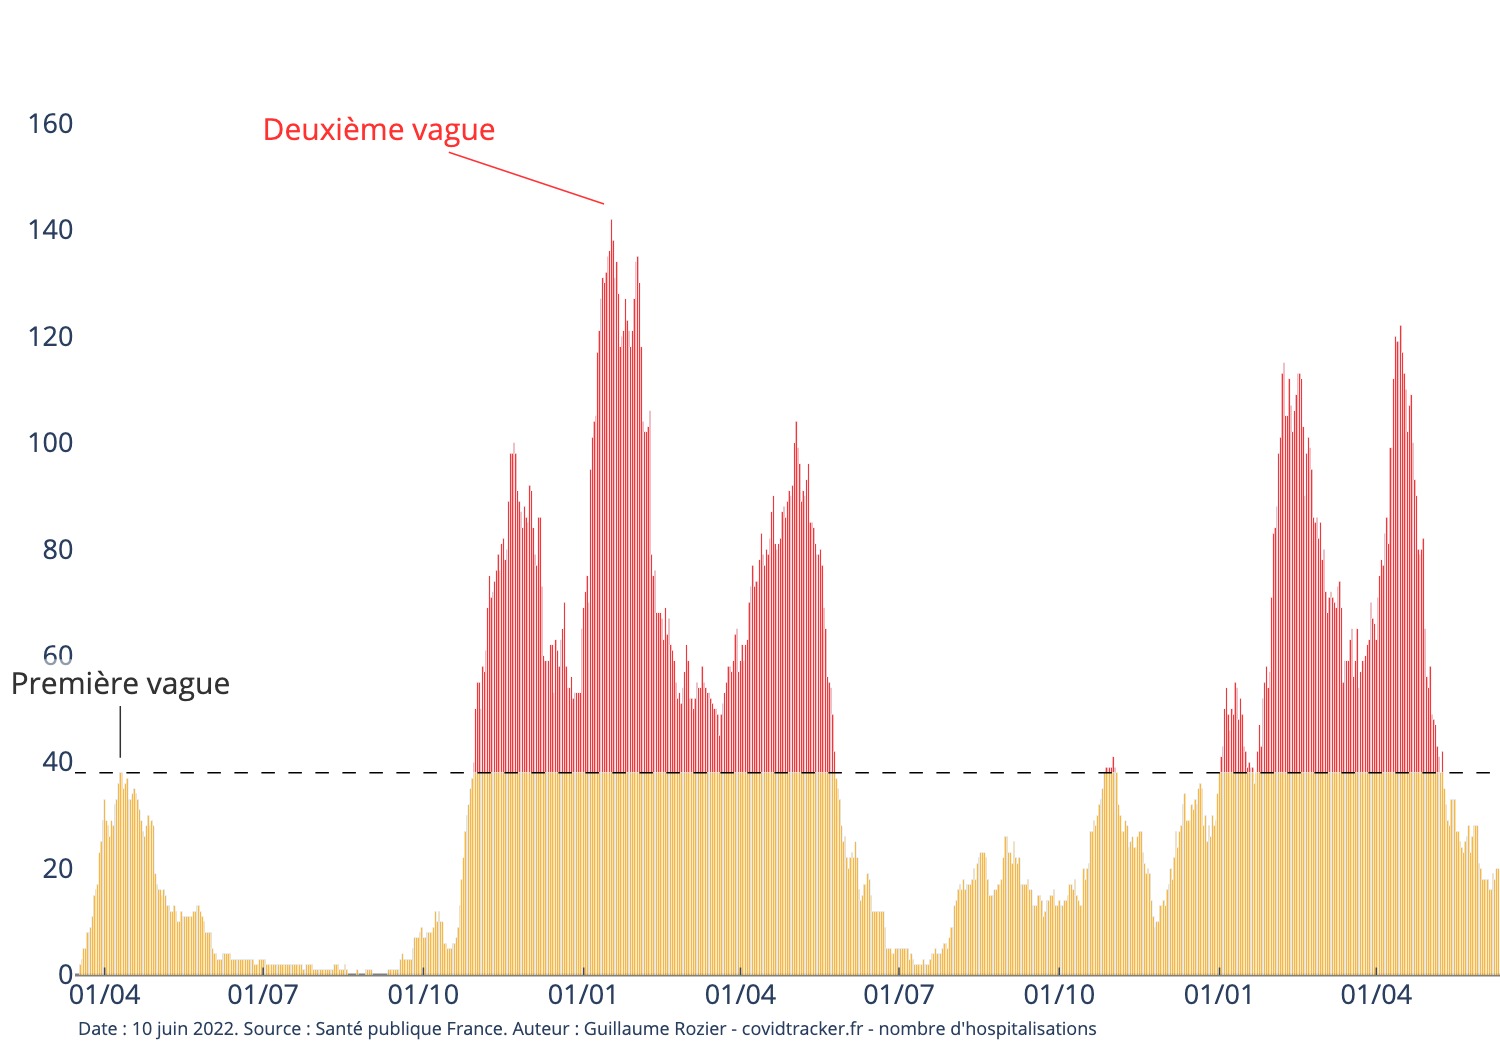 160
Deuxième vague
140
120
100
80
60
Première vague
40
20
0
01/04 01/07 01/10 01/01 01/04 01/07 01/10 01/01 01/04
Date : 10 juin 2022. Source : Santé publique France. Auteur : Guillaume Rozier - covidtracker.fr - nombre d'hospitalisations